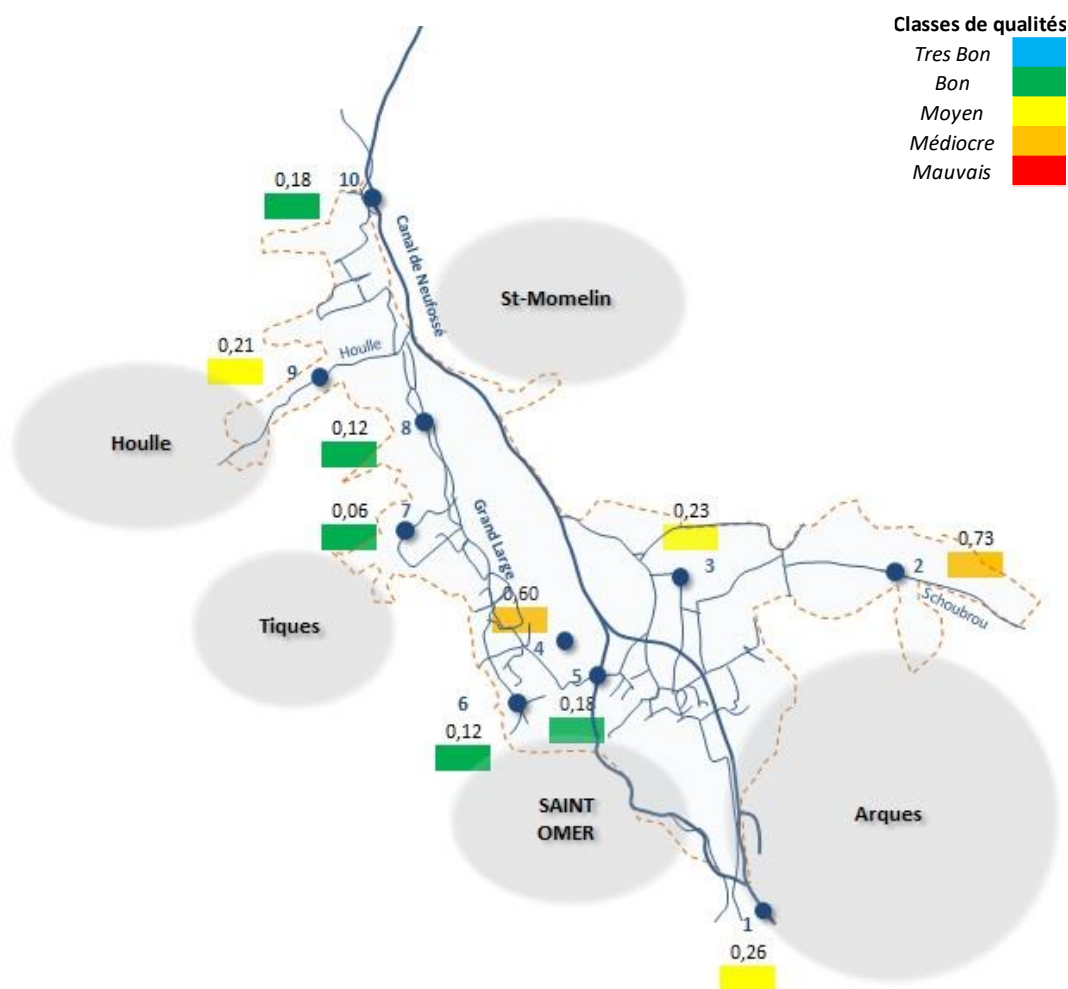 Classes de qualités
Tres Bon
Bon
Moyen
Médiocre
Mauvais
0,18
10
Canal de Neufossé
St-Momelin
0,21
9
Houlle
Houlle
8
0,12
0,06
7
Grand Large
0,23
3
0,73
2
Schoubrou
Tiques
0,60
4
5
6
0,12
0,18
SAINT
OMER
Arques
1
0,26